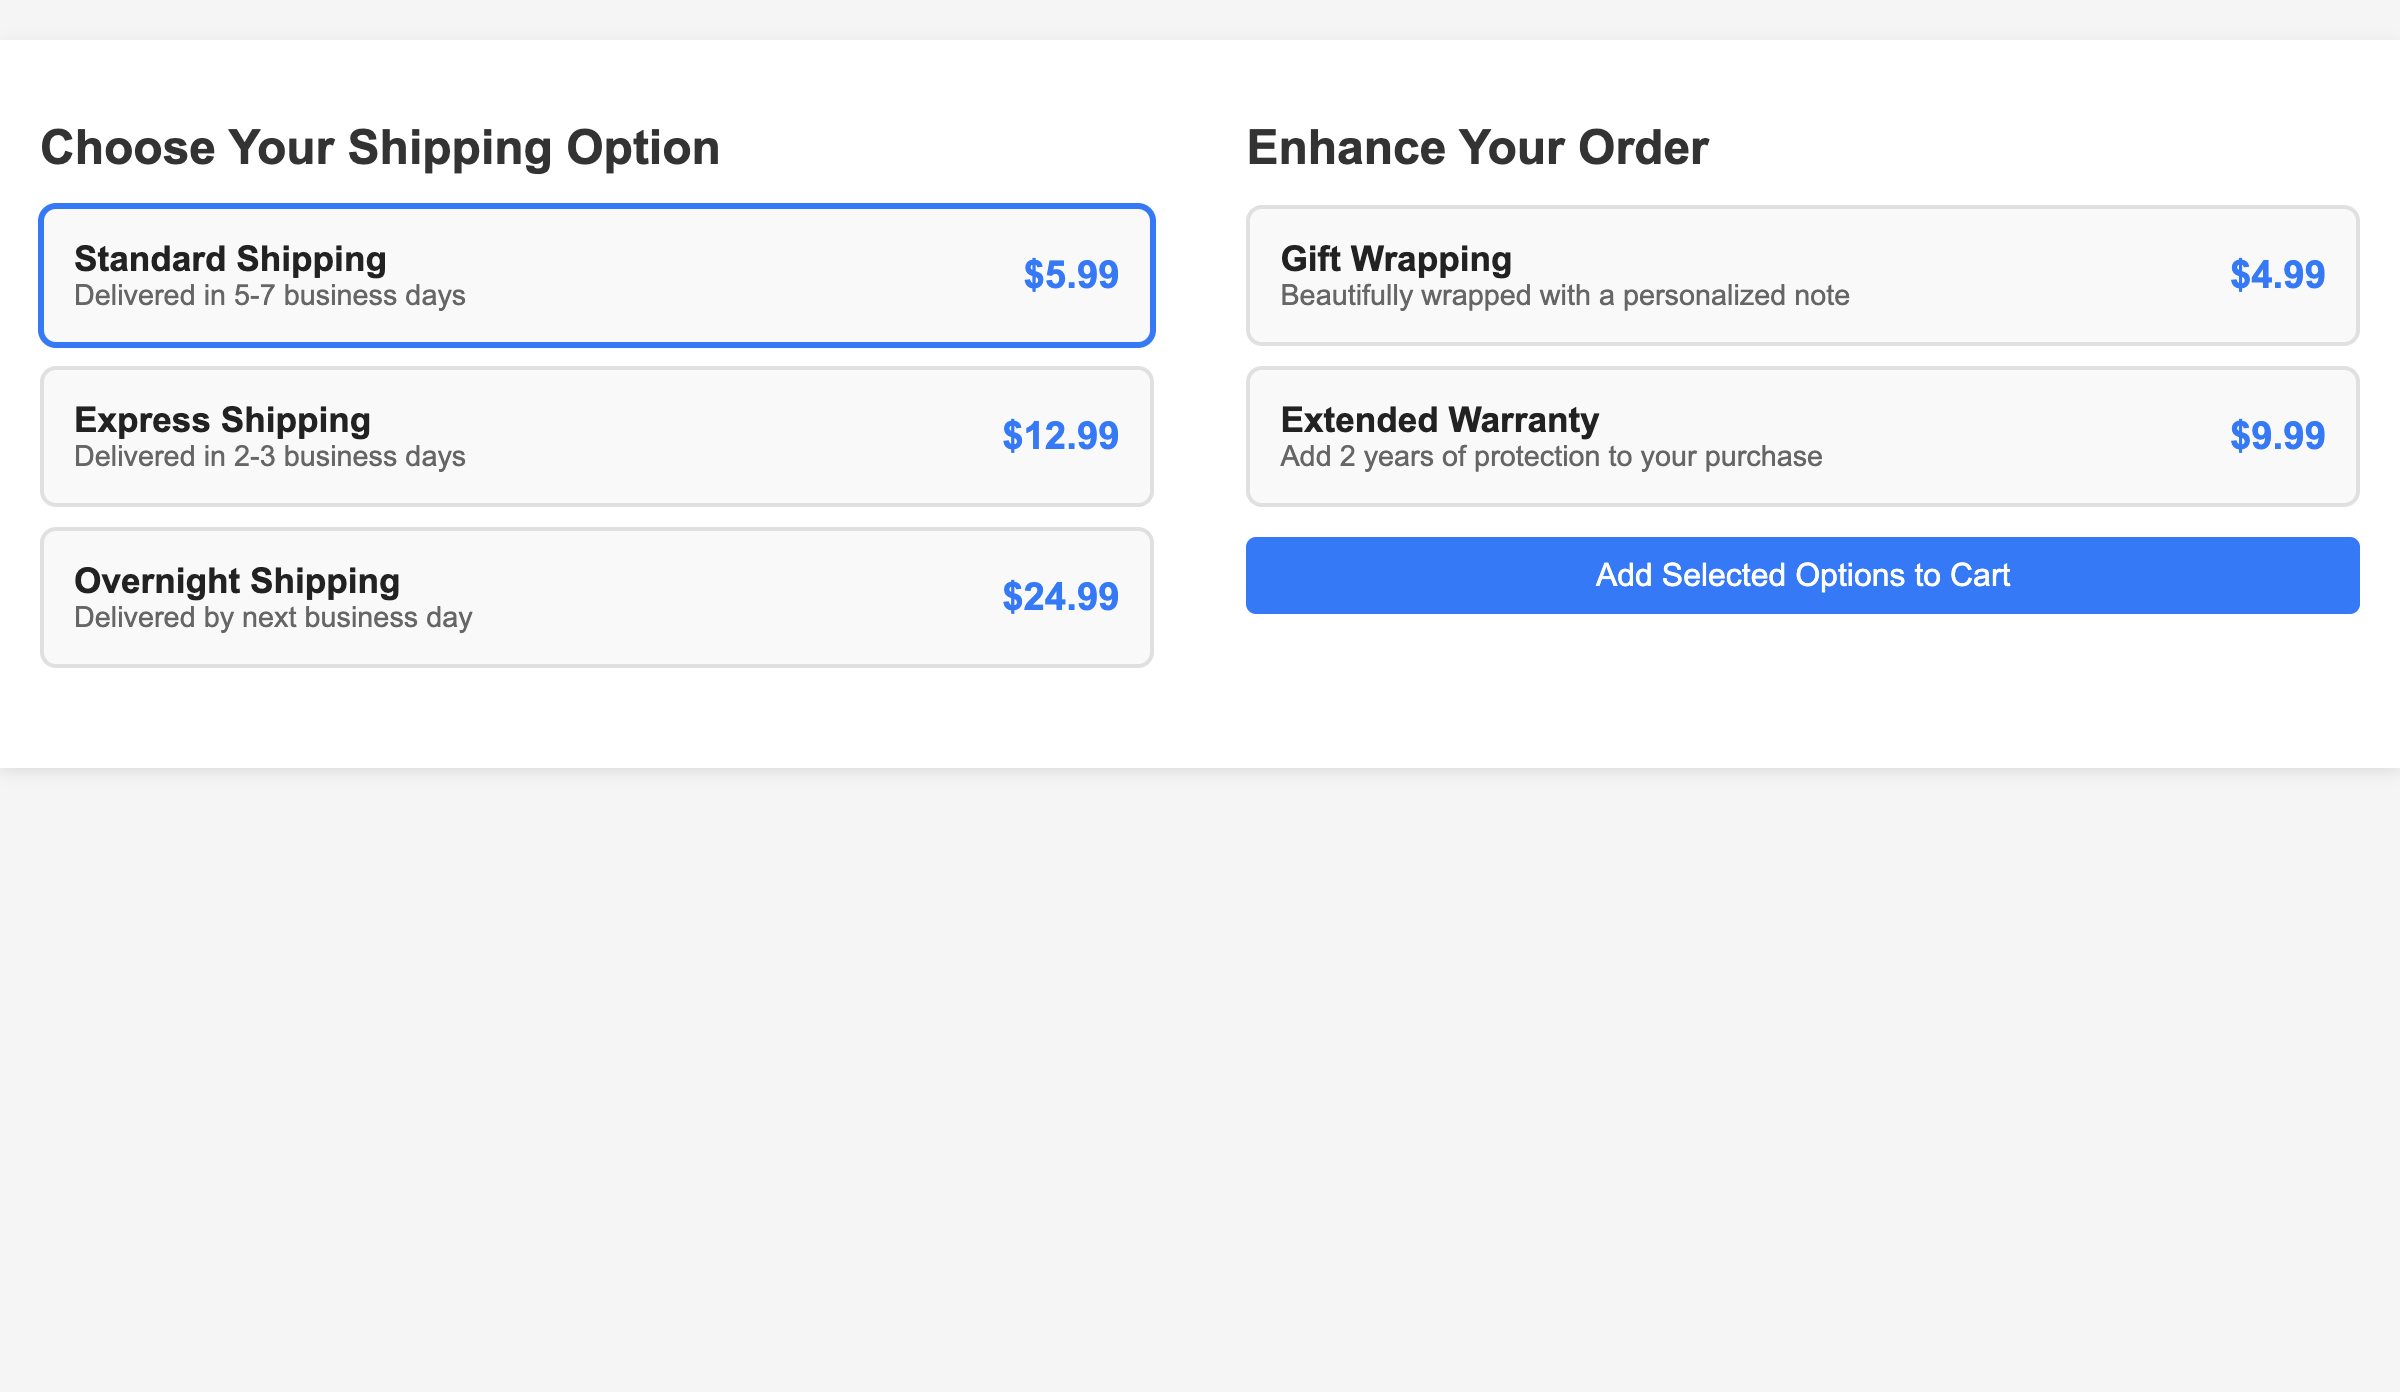 Choose Your Shipping Option
Standard Shipping
Delivered in 5-7 business days
$5.99
Express Shipping
Delivered in 2-3 business days
$12.99
Overnight Shipping
Delivered by next business day
$24.99
Enhance Your Order
Gift Wrapping
Beautifully wrapped with a personalized note
$4.99
Extended Warranty
Add 2 years of protection to your purchase
$9.99
Add Selected Options to Cart